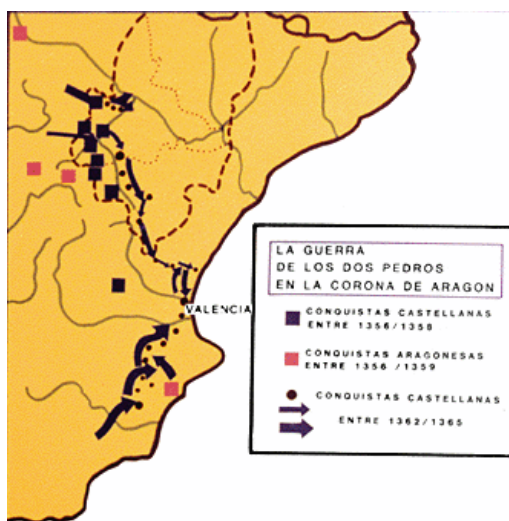 VALENCIA
LA GUERRA
DE LOS DOS PEDROS
EN LA CORONA DE ARAGON
CONQUISTAS CASTELLANAS
ENTRE 1356/1358
CONQUISTAS ARAGONESAS
ENTRE 1356 /1359
CONQUISTAS CASTELLANAS
ENTRE 1362/1365